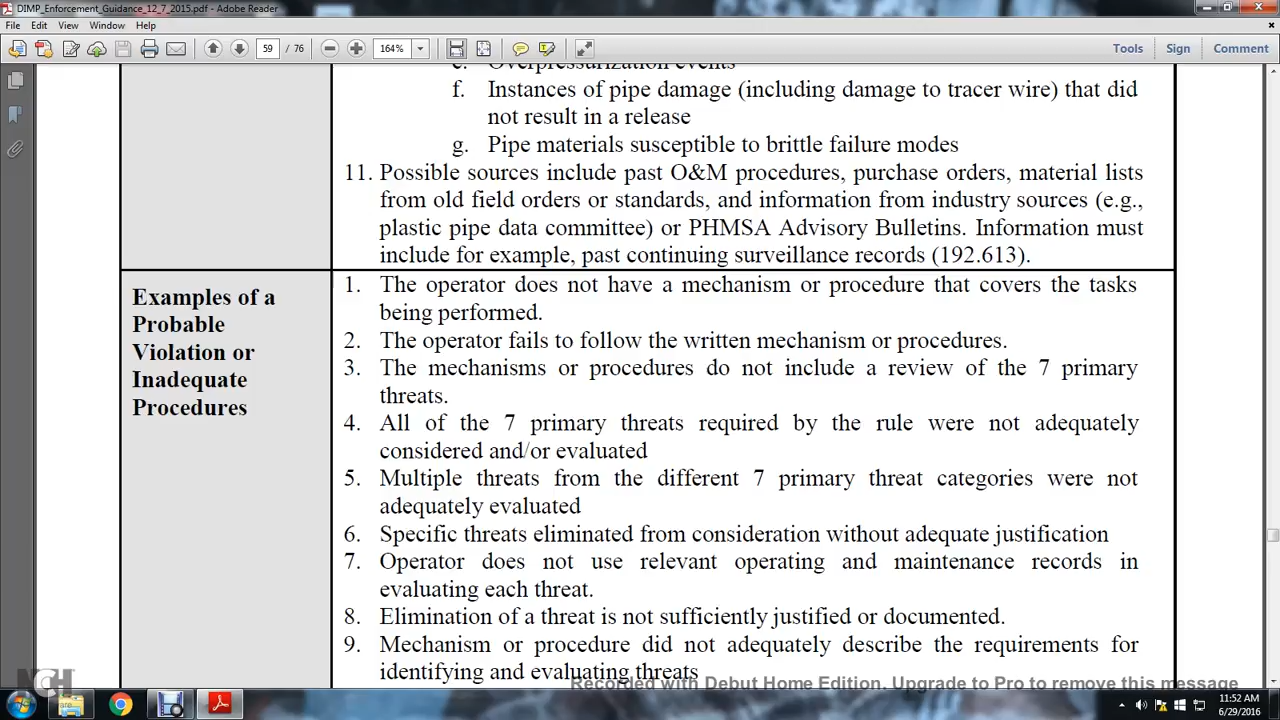 DIMP_Enforcement_Guidance_12_7_2015.pdf - Adobe Reader
File Edit View Window Help
59 / 76 164% Tools Sign Comment
e. Overpressurization events
f. Instances of pipe damage (including damage to tracer wire) that did
not result in a release
g. Pipe materials susceptible to brittle failure modes
11. Possible sources include past O&M procedures, purchase orders, material lists
from old field orders or standards, and information from industry sources (e.g.,
plastic pipe data committee) or PHMSA Advisory Bulletins. Information must
include for example, past continuing surveillance records (192.613).
Examples of a
Probable
Violation or
Inadequate
Procedures
1. The operator does not have a mechanism or procedure that covers the tasks
being performed.
2. The operator fails to follow the written mechanism or procedures.
3. The mechanisms or procedures do not include a review of the 7 primary
threats.
4. All of the 7 primary threats required by the rule were not adequately
considered and/or evaluated
5. Multiple threats from the different 7 primary threat categories were not
adequately evaluated
6. Specific threats eliminated from consideration without adequate justification
7. Operator does not use relevant operating and maintenance records in
evaluating each threat.
8. Elimination of a threat is not sufficiently justified or documented.
9. Mechanism or procedure did not adequately describe the requirements for
identifying and evaluating threats
Recorded with Debut Home Edition. Upgrade to Pro to remove this message
NCH
11:52 AM
6/29/2016